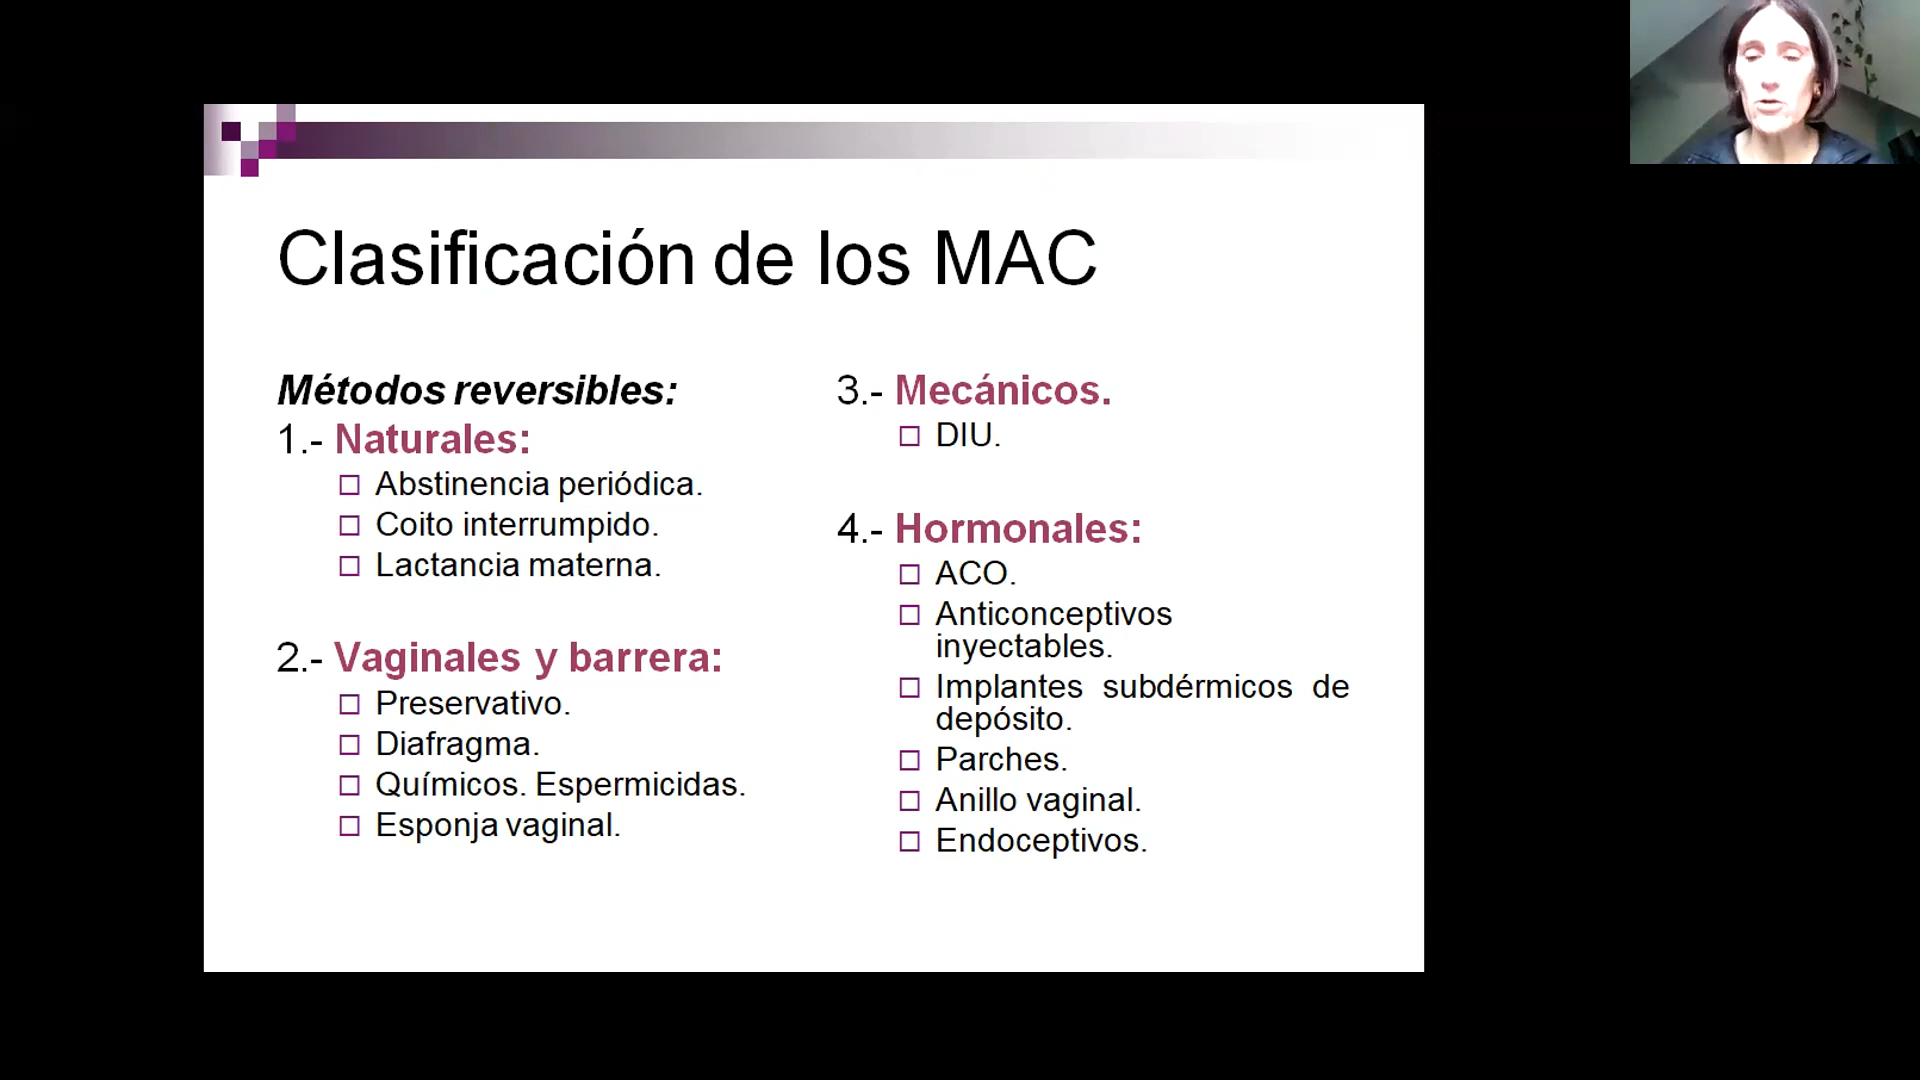 Clasificación de los MAC
Métodos reversibles:
1.- Naturales:
Abstinencia periódica.
Coito interrumpido.
Lactancia materna.
2.- Vaginales y barrera:
Preservativo.
Diafragma.
Químicos. Espermicidas.
Esponja vaginal.
3.- Mecánicos.
DIU.
4.- Hormonales:
ACO.
Anticonceptivos
inyectables.
Implantes subdérmicos de
depósito.
Parches.
Anillo vaginal.
Endoceptivos.